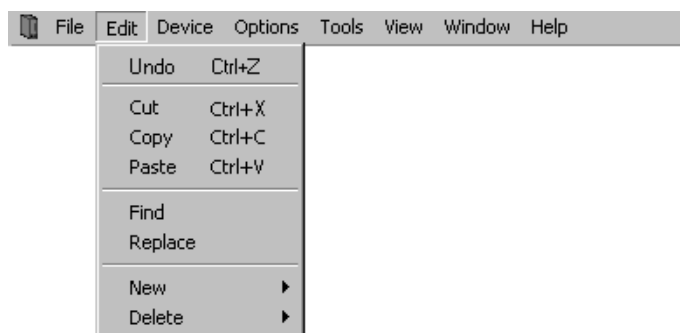 File Edit Device Options Tools View Window Help
Undo Ctrl+Z
Cut Ctrl+X
Copy Ctrl+C
Paste Ctrl+V
Find
Replace
New
Delete